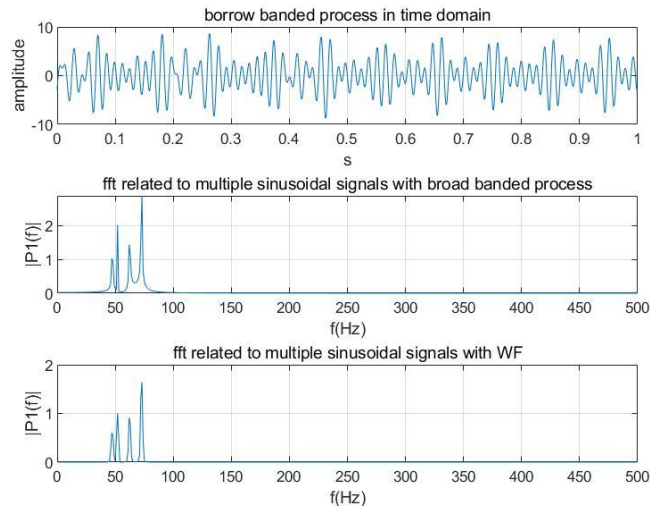 borrow banded process in time domain
10
0
-10
amplitude
0 0.1 0.2 0.3 0.4 0.5 0.6 0.7 0.8 0.9 1
s
fft related to multiple sinusoidal signals with broad banded process
2
1
0
|P1(f)|
0 50 100 150 200 250 300 350 400 450 500
f(Hz)
fft related to multiple sinusoidal signals with WF
2
1
0
|P1(f)|
0 50 100 150 200 250 300 350 400 450 500
f(Hz)